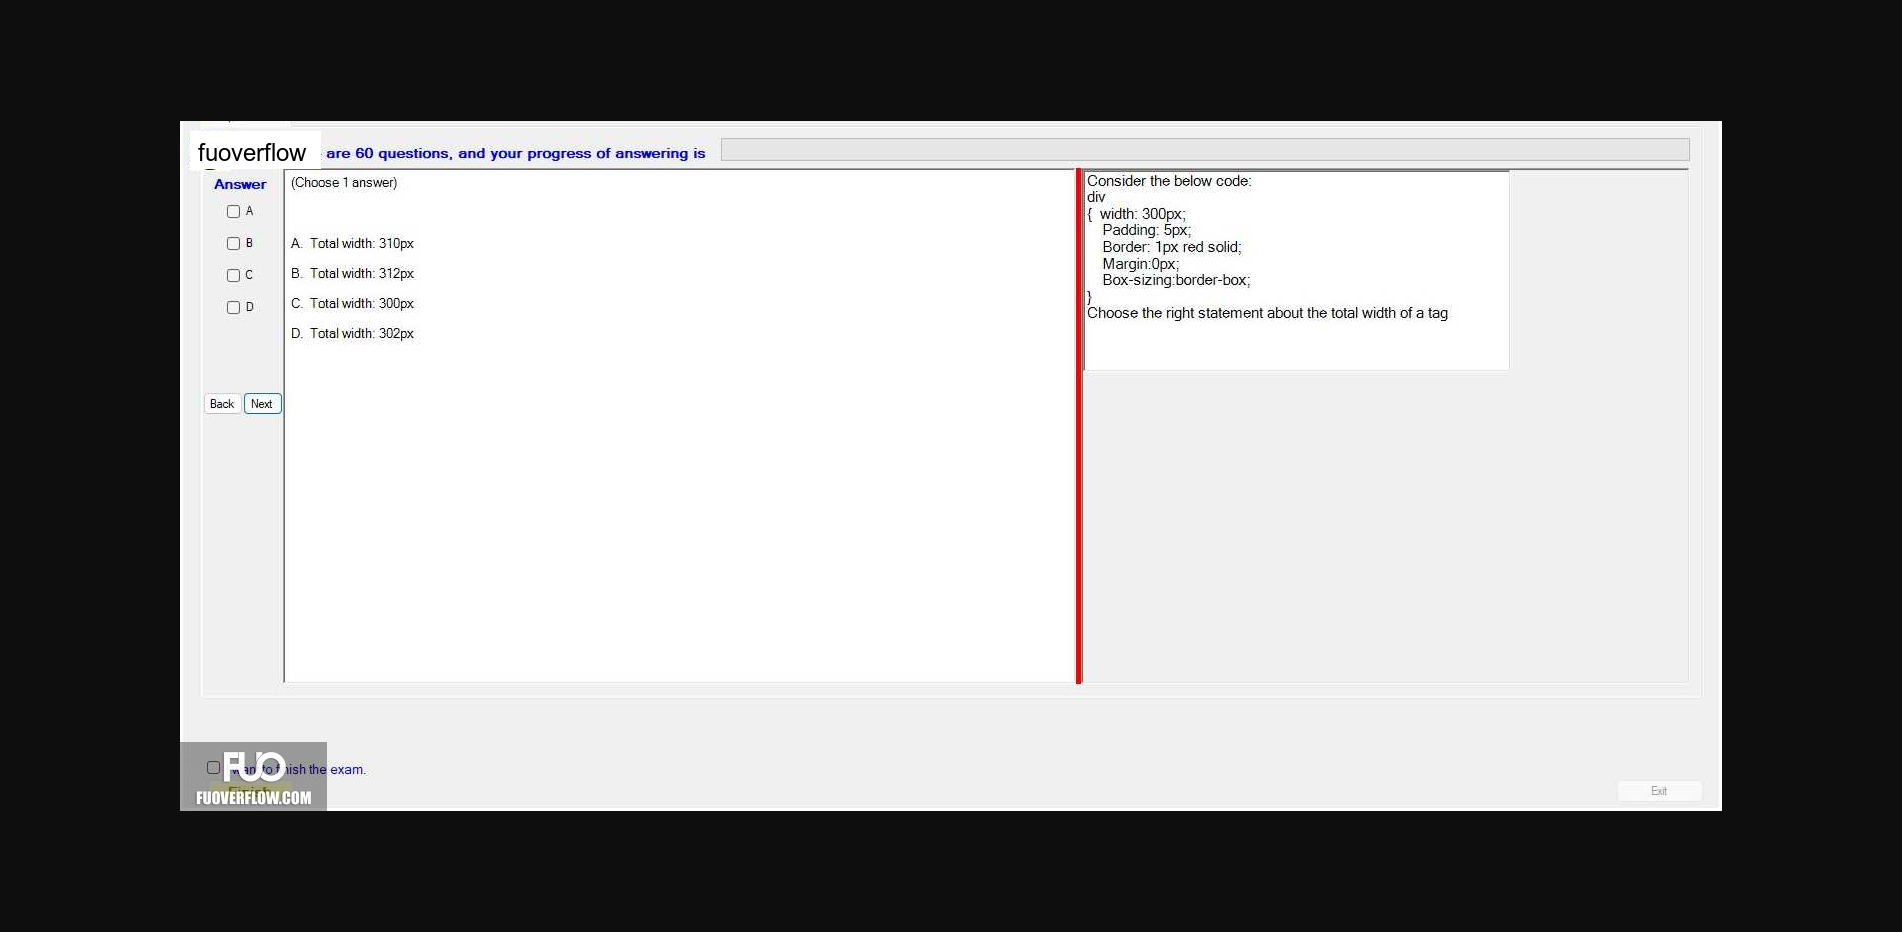 fuoverflow are 60 questions, and your progress of answering is
Answer
A
B
C
D
Back Next
(Choose 1 answer)
A. Total width: 310px
B. Total width: 312px
C. Total width: 300px
D. Total width: 302px
Consider the below code:
div
{ width: 300px;
Padding: 5px;
Border: 1px red solid;
Margin:0px;
Box-sizing:border-box;
}
Choose the right statement about the total width of a tag
FUO
want to finish the exam.
Finish
FUOVERFLOW.COM
Exit